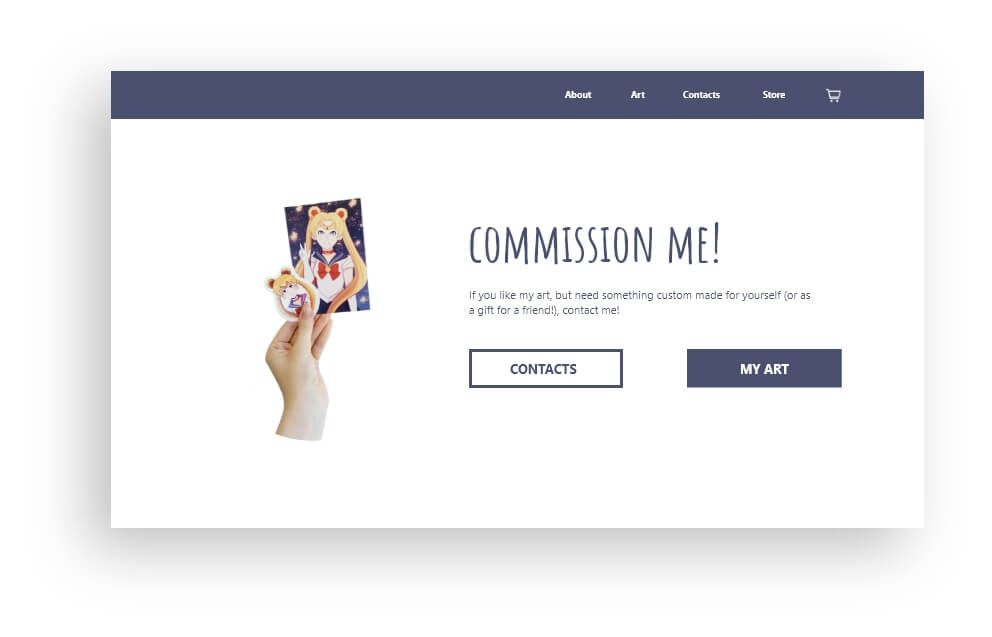 About Art Contacts Store
COMMISSION ME!
If you like my art, but need something custom made for yourself (or as
a gift for a friend!), contact me!
CONTACTS MY ART